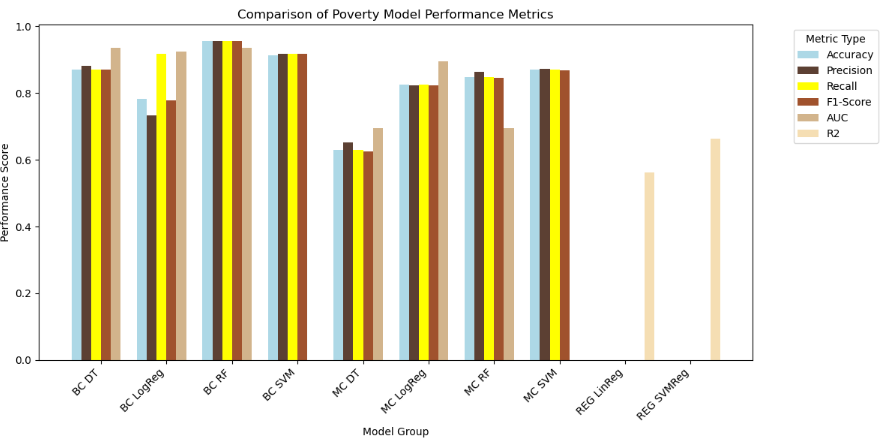 Comparison of Poverty Model Performance Metrics
Performance Score
1.0
0.8
0.6
0.4
0.2
0.0
BC DT
BC LogReg
BC RF
BC SVM
MC DT
MC LogReg
MC RF
MC SVM
REG LinReg
REG SVMReg
Model Group
Metric Type
Accuracy
Precision
Recall
F1-Score
AUC
R2